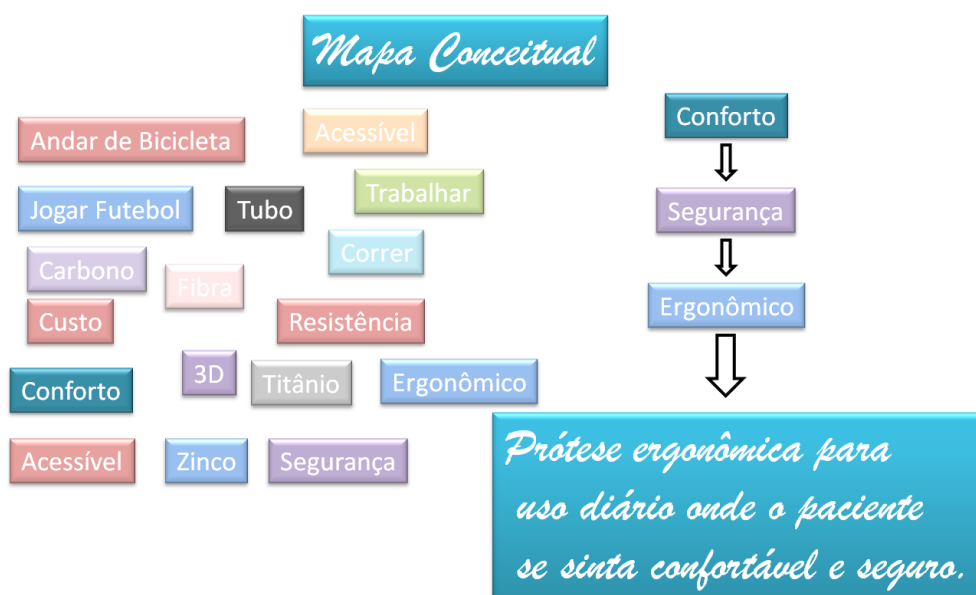 Mapa Conceitual
Andar de Bicicleta
Acessível
Jogar Futebol
Tubo
Trabalhar
Carbono
Fibra
Correr
Custo
Resistência
3D
Titânio
Ergonômico
Conforto
Acessível
Zinco
Segurança
Conforto
Segurança
Ergonômico
Prótese ergonômica para
uso diário onde o paciente
se sinta confortável e seguro.